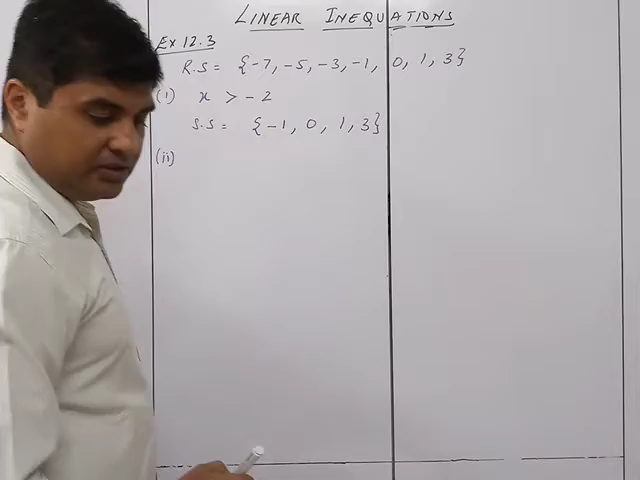 LINEAR INEQUATIONS
Ex 12.3
R.S = {-7, -5, -3, -1, 0, 1, 3}
(i) x > -2
S.S = {-1, 0, 1, 3}
(ii)